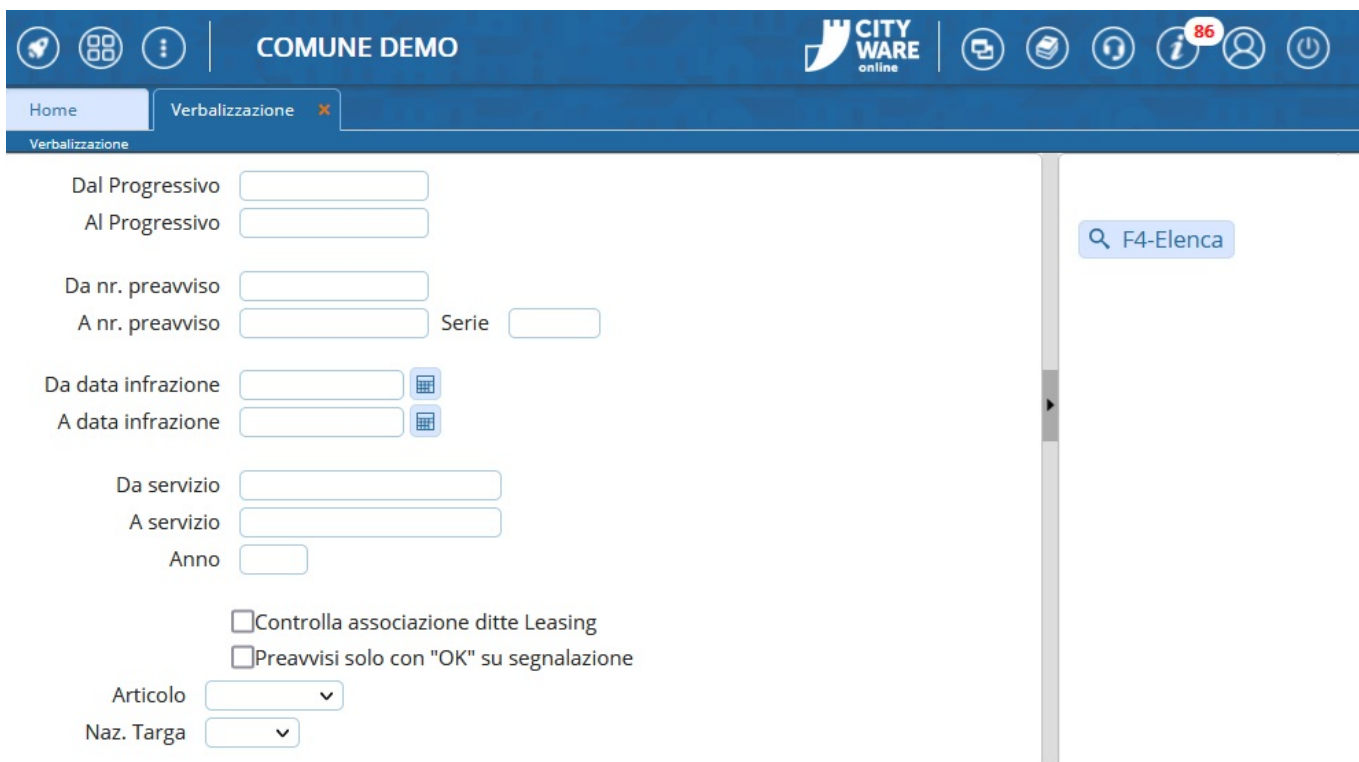 COMUNE DEMO
CITY
WARE
online
86
Home
Verbalizzazione
Verbalizzazione
Dal Progressivo
Al Progressivo
F4-Elenca
Da nr. preavviso
A nr. preavviso Serie
Da data infrazione
A data infrazione
Da servizio
A servizio
Anno
Controlla associazione ditte Leasing
Preavvisi solo con "OK" su segnalazione
Articolo
Naz. Targa